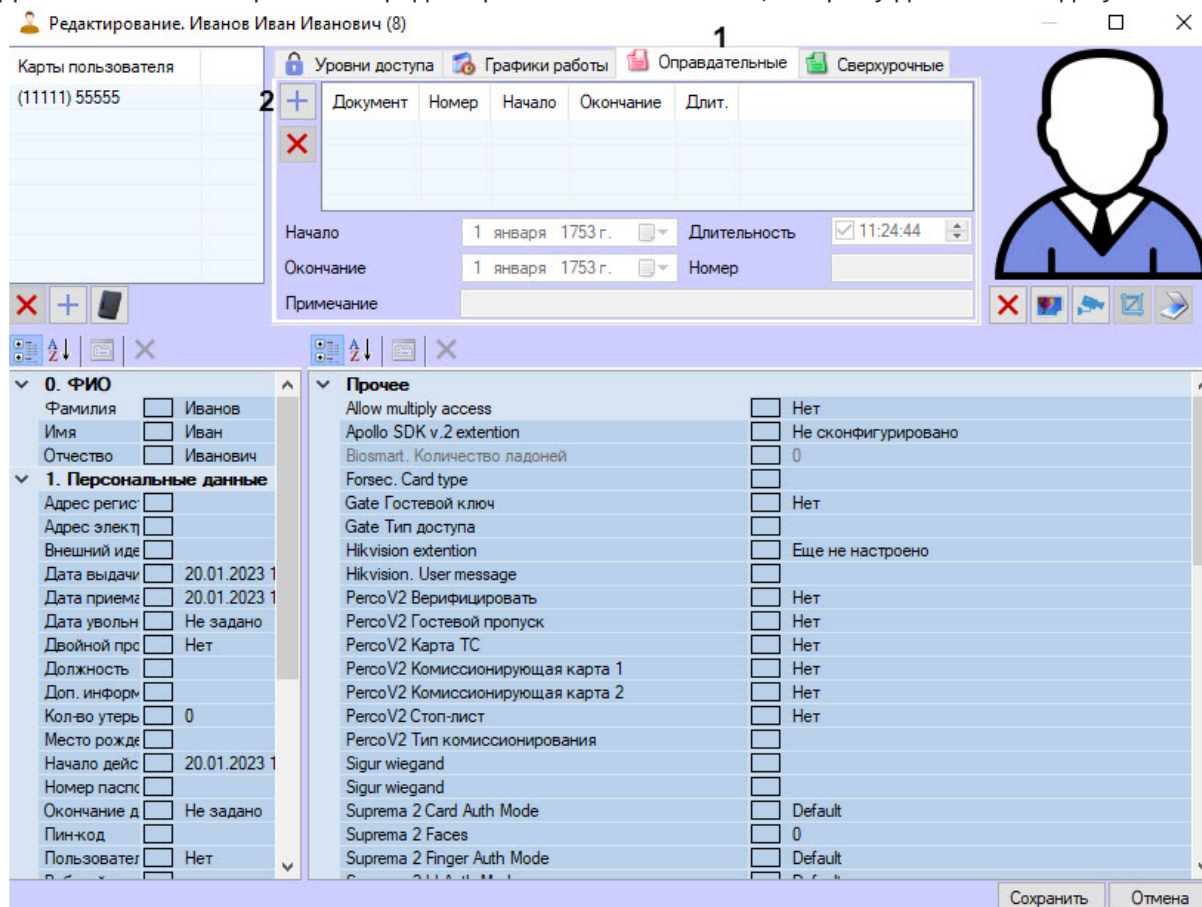 Редактирование. Иванов Иван Иванович (8)
1
Карты пользователя
Уровни доступа Графики работы Оправдательные Сверхурочные
(11111) 55555
2
Документ Номер Начало Окончание Длит.
Начало 1 января 1753 г. Длительность 11:24:44
Окончание 1 января 1753 г. Номер
Примечание
0. ФИО
Фамилия Иванов
Имя Иван
Отчество Иванович
1. Персональные данные
Адрес регис
Адрес элект
Внешний иде
Дата выдачи 20.01.2023 1
Дата приема 20.01.2023 1
Дата увольн Не задано
Двойной про Нет
Должность
Доп. информ
Кол-во утерь 0
Место рожде
Начало дейс 20.01.2023 1
Номер паспо
Окончание д Не задано
Пин-код
Пользовател Нет
Прочее
Allow multiply access Нет
Apollo SDK v.2 extention Не сконфигурировано
Biosmart. Количество ладоней 0
Forsec. Card type
Gate Гостевой ключ Нет
Gate Тип доступа
Hikvision extention Еще не настроено
Hikvision. User message
PercoV2 Верифицировать Нет
PercoV2 Гостевой пропуск Нет
PercoV2 Карта ТС Нет
PercoV2 Комиссионирующая карта 1 Нет
PercoV2 Комиссионирующая карта 2 Нет
PercoV2 Стоп-лист Нет
PercoV2 Тип комиссионирования
Sigur wiegand
Sigur wiegand
Suprema 2 Card Auth Mode Default
Suprema 2 Faces 0
Suprema 2 Finger Auth Mode Default
Сохранить Отмена